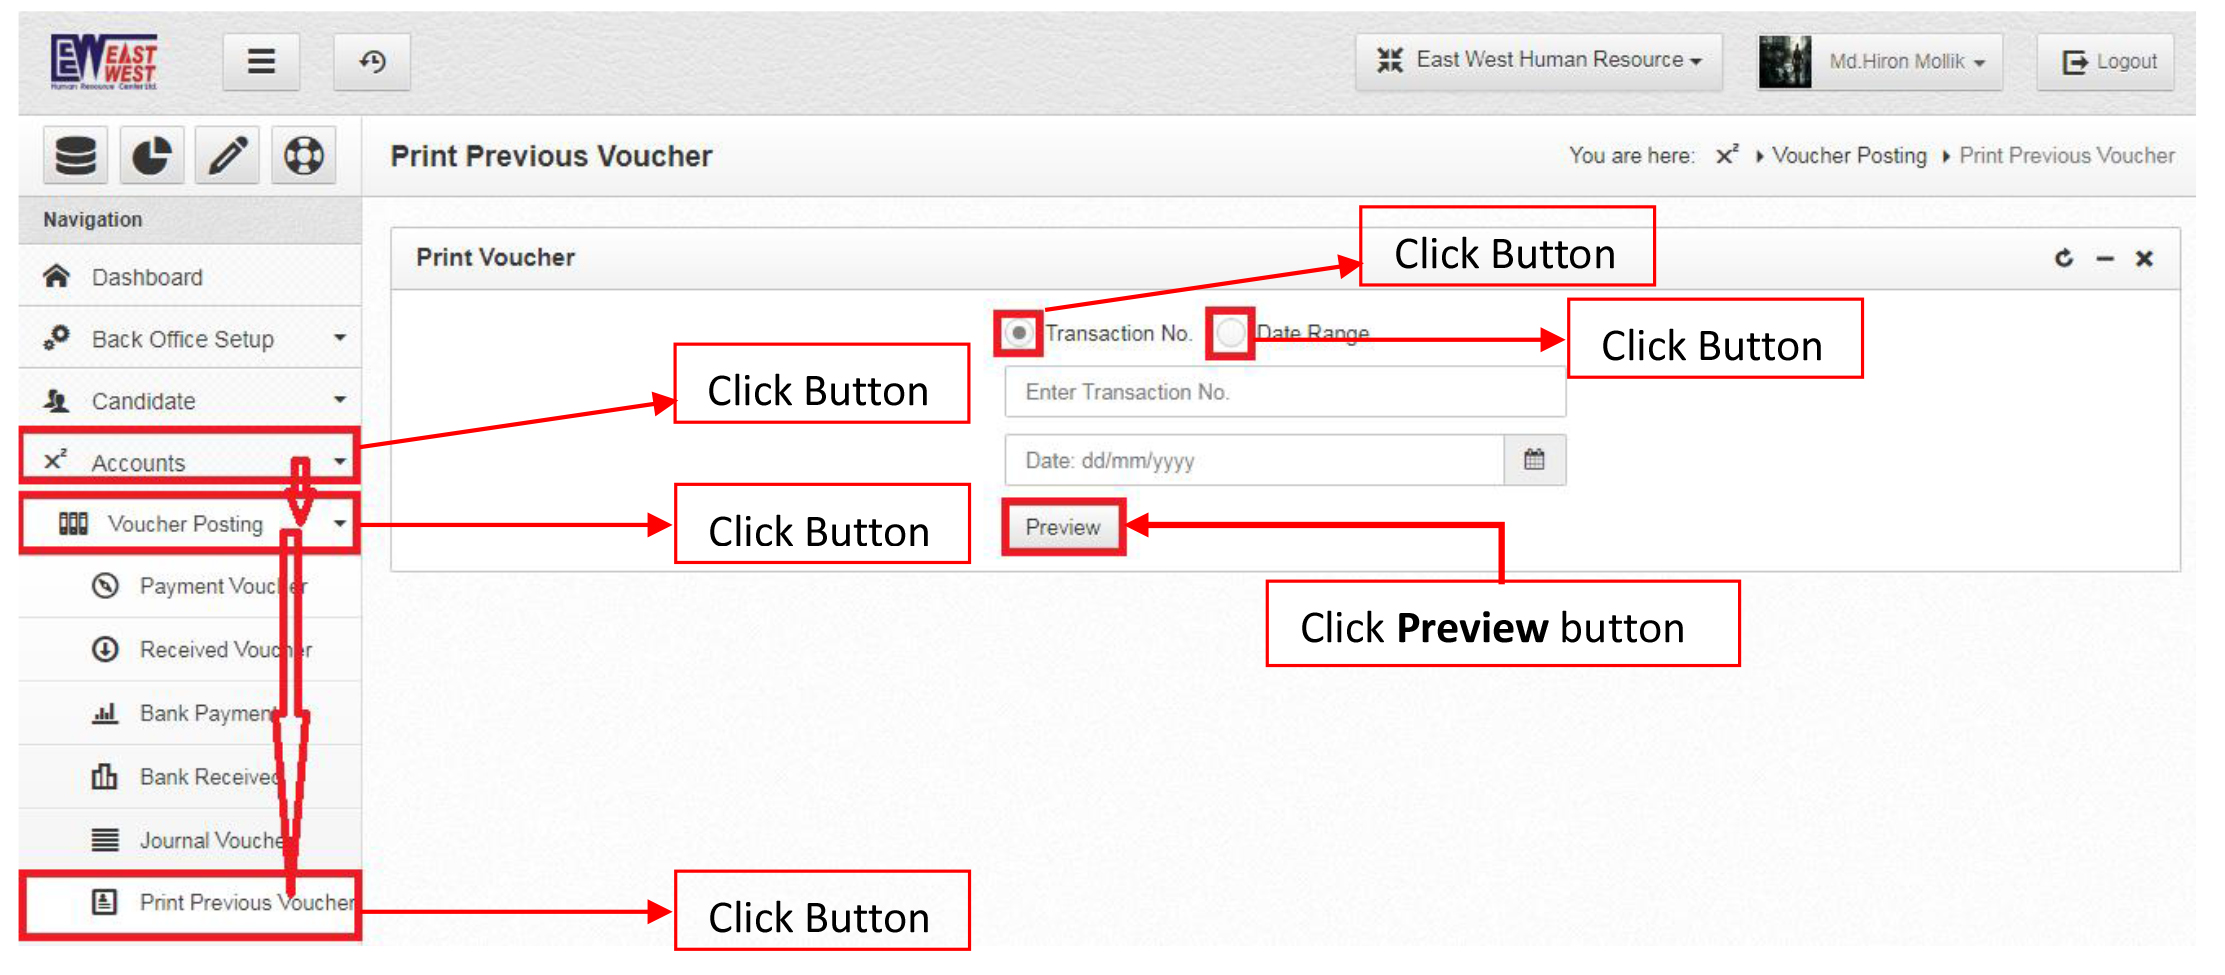 EW EAST
WEST
Human Resource Center Ltd.
East West Human Resource
Md.Hiron Mollik
Logout
Print Previous Voucher
You are here: x² Voucher Posting Print Previous Voucher
Navigation
Dashboard
Back Office Setup
Candidate
x² Accounts
Voucher Posting
Payment Voucher
Received Voucher
Bank Payment
Bank Received
Journal Voucher
Print Previous Voucher
Print Voucher
Click Button
Transaction No. Date Range
Click Button
Click Button
Enter Transaction No.
Date: dd/mm/yyyy
Click Button
Preview
Click Preview button
Click Button